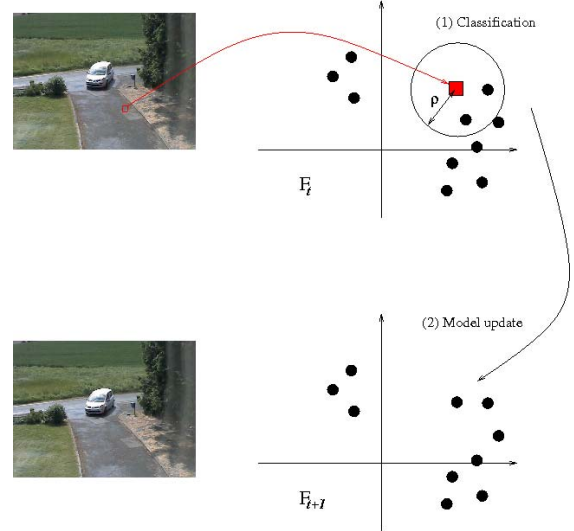 (1) Classification
ρ
F_t
(2) Model update
F_{t+1}